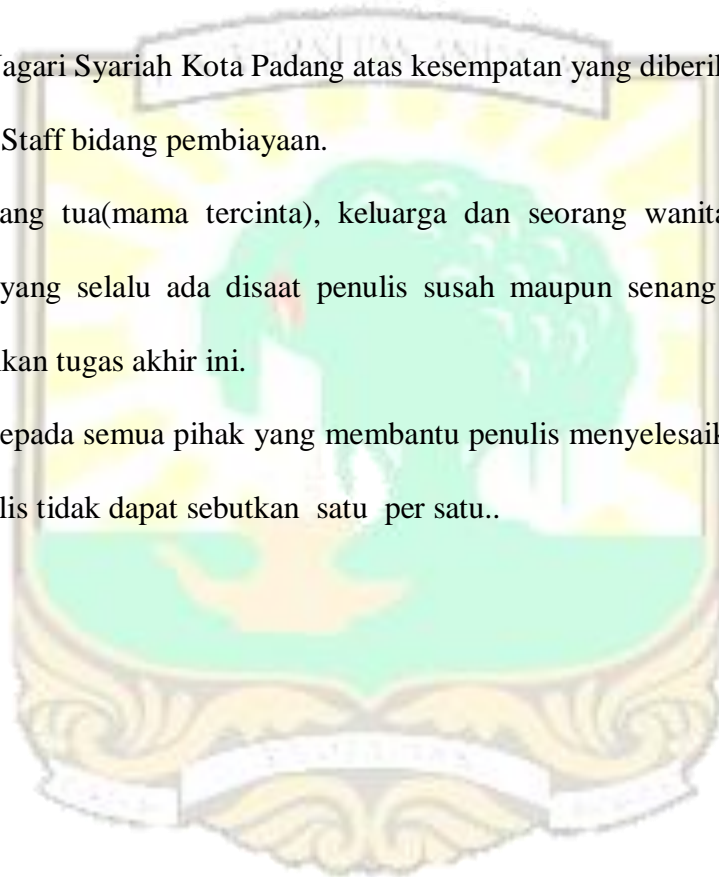 agari Syariah Kota Padang atas kesempatan yang diberik
Staff bidang pembiayaan.
ang tua(mama tercinta), keluarga dan seorang wanita
yang selalu ada disaat penulis susah maupun senang
kan tugas akhir ini.
epada semua pihak yang membantu penulis menyelesaik
lis tidak dapat sebutkan satu per satu..